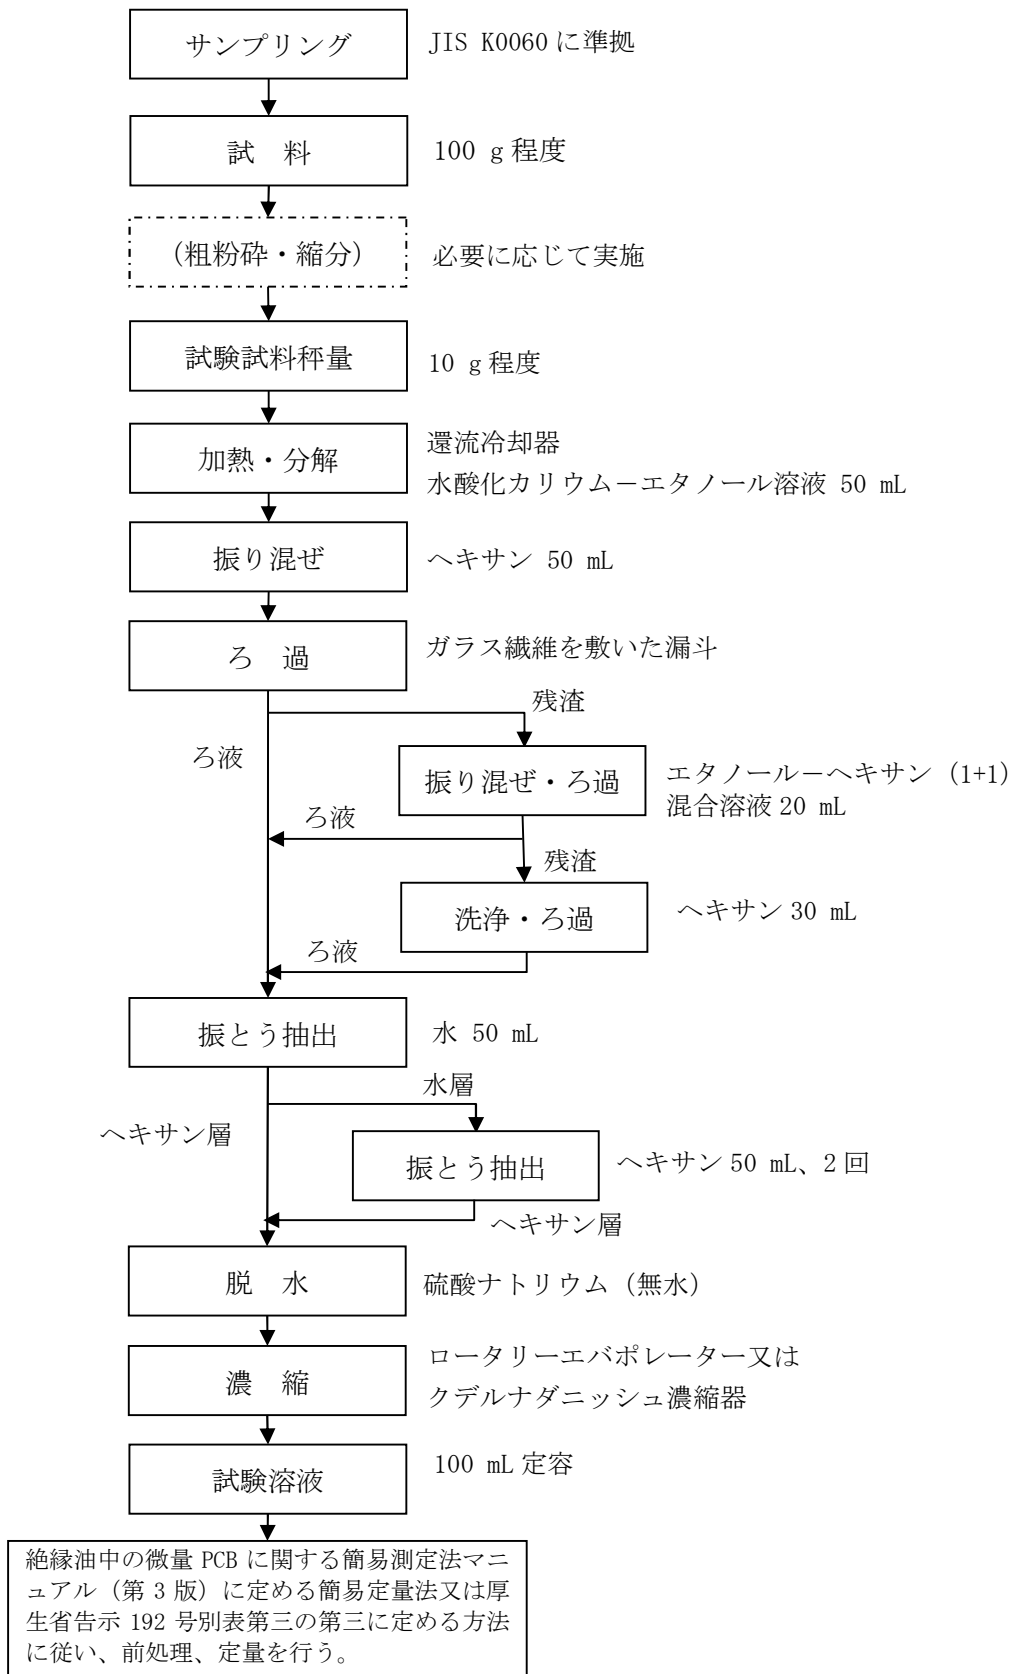 サンプリング
JIS K0060 に準拠
試　料
100 g 程度
（粗粉砕・縮分）
必要に応じて実施
試験試料秤量
10 g 程度
加熱・分解
還流冷却器
水酸化カリウム－エタノール溶液 50 mL
振り混ぜ
ヘキサン 50 mL
ろ　過
ガラス繊維を敷いた漏斗
残渣
ろ液
振り混ぜ・ろ過
エタノール－ヘキサン（1+1）
混合溶液 20 mL
ろ液
残渣
洗浄・ろ過
ヘキサン 30 mL
ろ液
振とう抽出
水 50 mL
水層
ヘキサン層
振とう抽出
ヘキサン 50 mL、2 回
ヘキサン層
脱　水
硫酸ナトリウム（無水）
濃　縮
ロータリーエバポレーター又は
クデルナダニッシュ濃縮器
試験溶液
100 mL 定容
絶縁油中の微量 PCB に関する簡易測定法マニ
ュアル（第 3 版）に定める簡易定量法又は厚
生省告示 192 号別表第三の第三に定める方法
に従い、前処理、定量を行う。